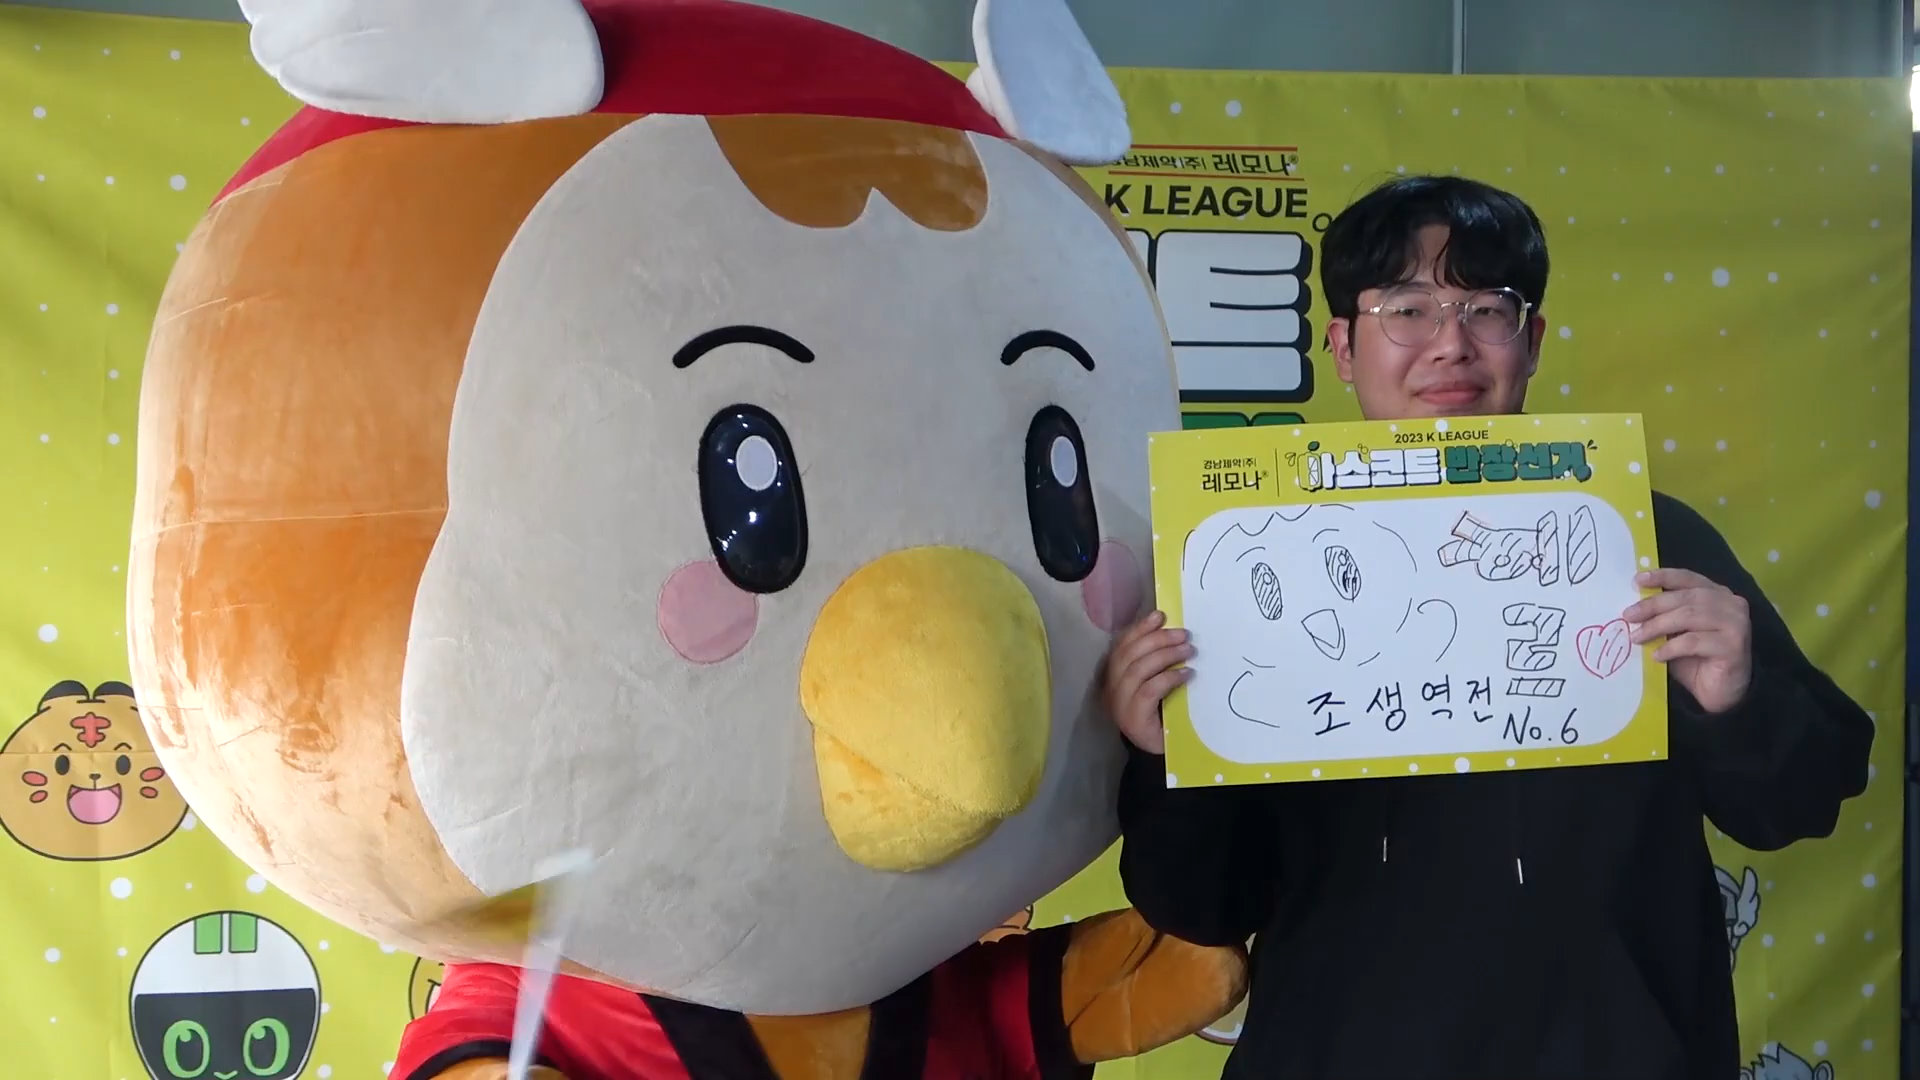 경남제약(주) 레모나®
K LEAGUE
트
2023 K LEAGUE
경남제약(주)
레모나®
마스코트 반장선거
조생역전
No.6